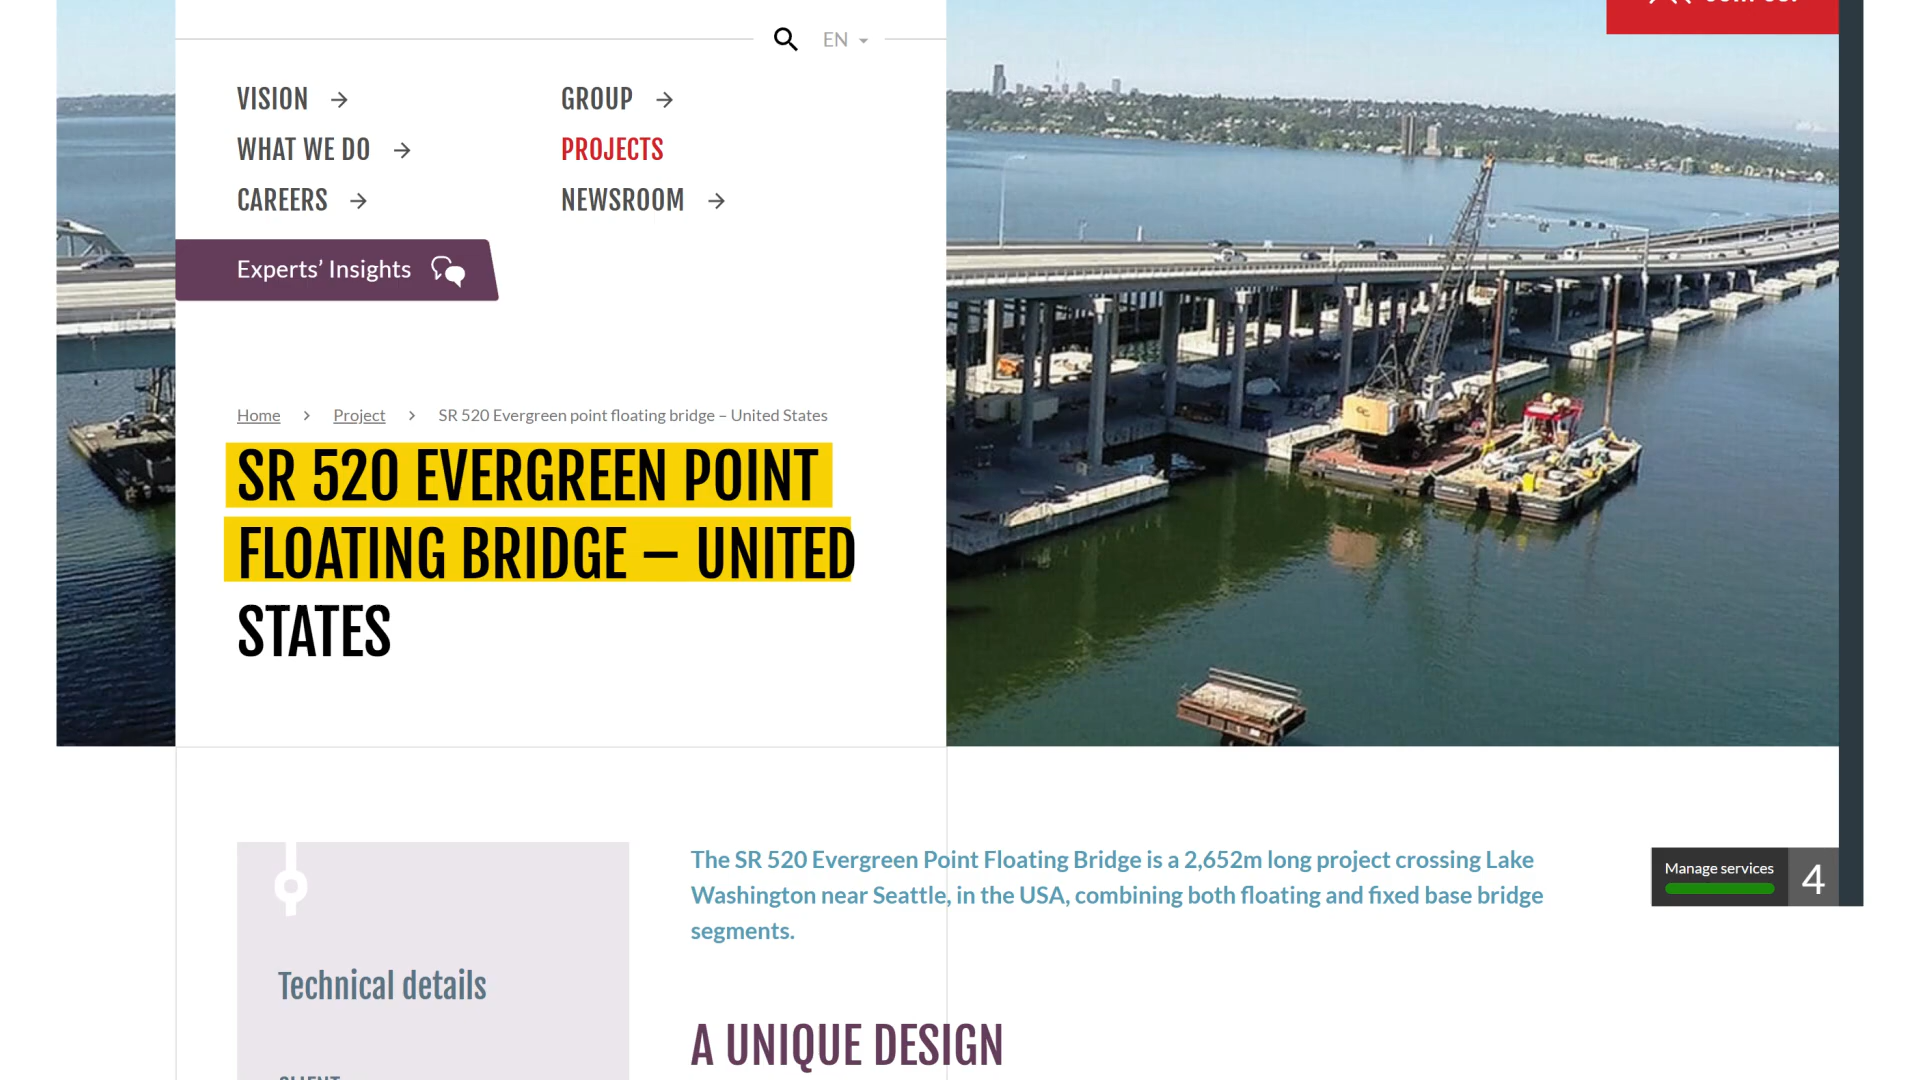 EN
VISION
GROUP
WHAT WE DO
PROJECTS
CAREERS
NEWSROOM
Experts’ Insights
Home > Project > SR 520 Evergreen point floating bridge – United States
SR 520 EVERGREEN POINT
FLOATING BRIDGE – UNITED
STATES
The SR 520 Evergreen Point Floating Bridge is a 2,652m long project crossing Lake
Washington near Seattle, in the USA, combining both floating and fixed base bridge
segments.
Manage services 4
Technical details
A UNIQUE DESIGN